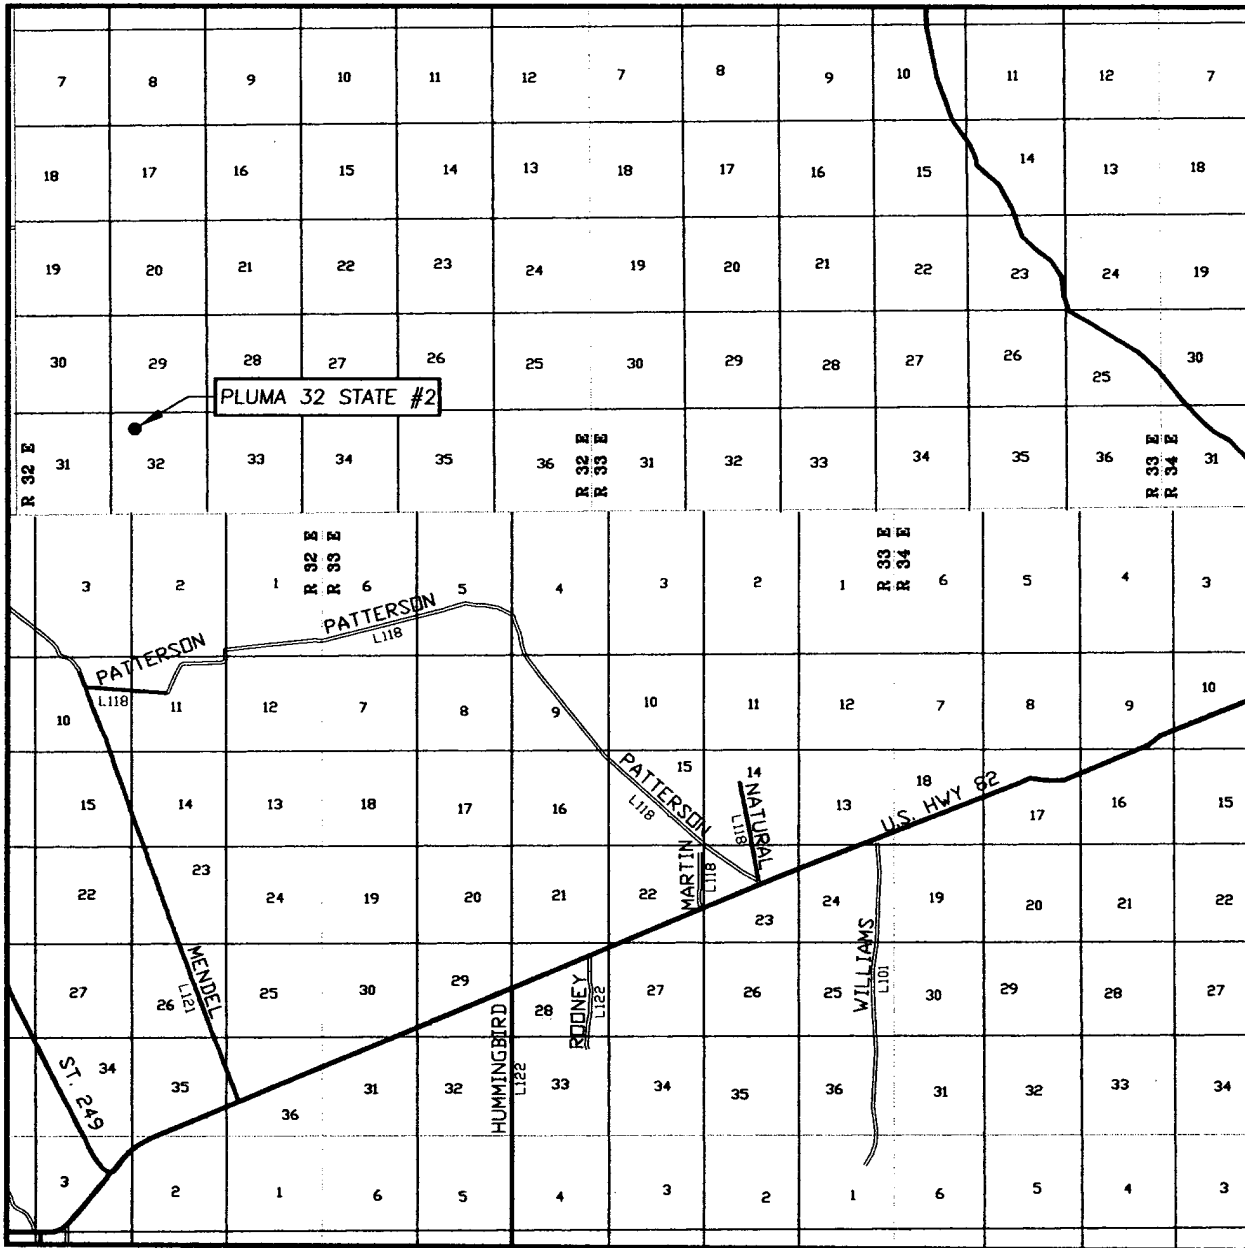 7 8 9 10 11 12 7 8 9 10 11 12 7
18 17 16 15 14 13 18 17 16 15 14 13 18
19 20 21 22 23 24 19 20 21 22 23 24 19
30 29 28 27 26 25 30 29 28 27 26 25 30
PLUMA 32 STATE #2
R 32 E
31 32 33 34 35 36
R 32 E
R 33 E
31 32 33 34 35 36
R 33 E
R 34 E
31
3 2 1
R 32 E
R 33 E
6 5 4 3 2 1
R 33 E
R 34 E
6 5 4 3
PATTERSON
L118
PATTERSON
L118
10 11 12 7 8 9 10 11 12 7 8 9 10
15 14 13 18 17 16 15 14 13 18 17 16 15
PATTERSON
L118
NATURAL
L118
U.S. HWY 82
MARTIN
L118
22 23 24 19 20 21 22 23 24 19 20 21 22
MENDEL
L121
WILLIAMS
L101
27 26 25 30 29 28 27 26 25 30 29 28 27
ROONEY
L122
HUMMINGBIRD
L122
ST. 249
34 35 36 31 32 33 34 35 36 31 32 33 34
3 2 1 6 5 4 3 2 1 6 5 4 3